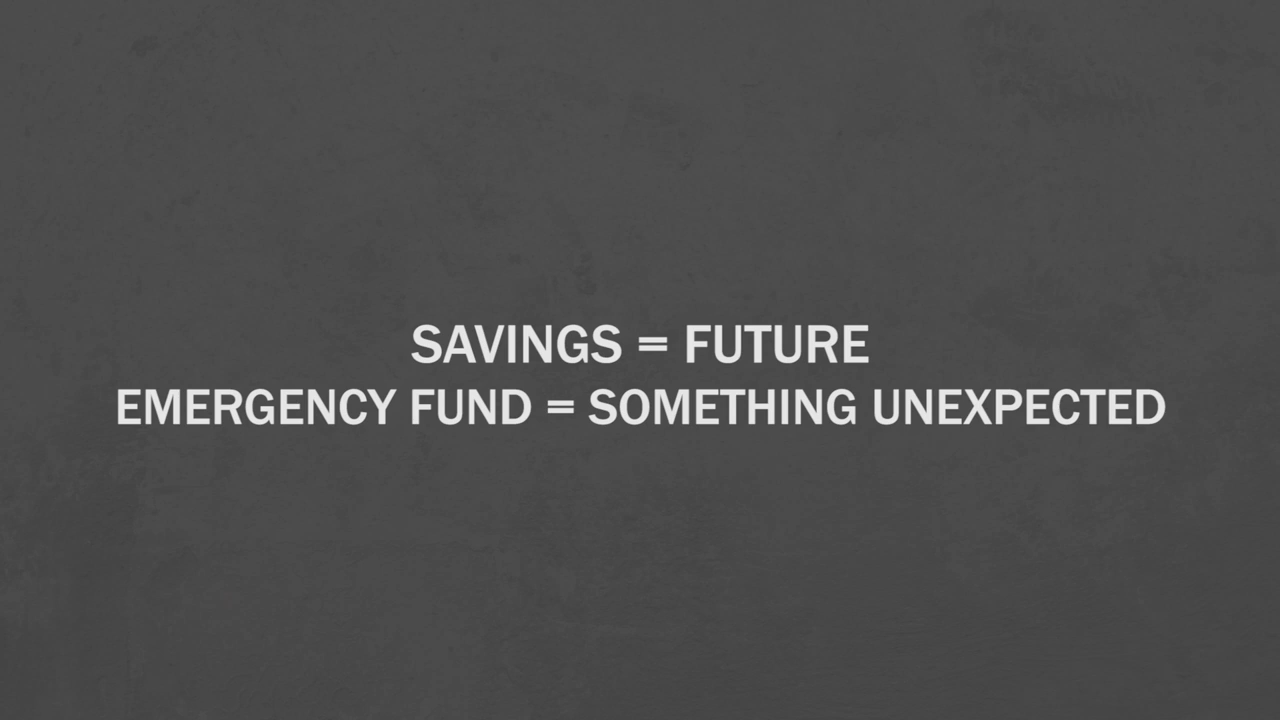 SAVINGS = FUTURE
EMERGENCY FUND = SOMETHING UNEXPECTED